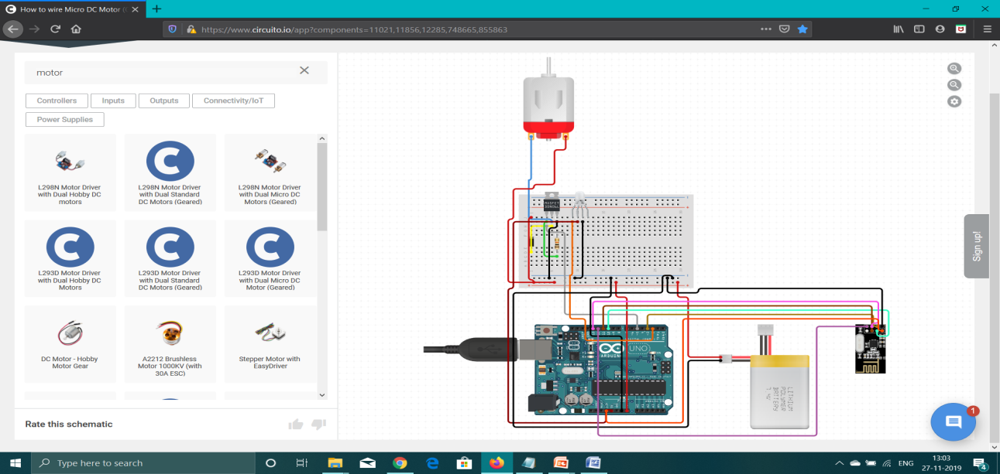 How to wire Micro DC Motor (
https://www.circuito.io/app?components=11021,11856,12285,748665,855863
motor
Controllers
Inputs
Outputs
Connectivity/IoT
Power Supplies
L298N Motor Driver
with Dual Hobby DC
motors
L298N Motor Driver
with Dual Standard
DC Motors (Geared)
L298N Motor Driver
with Dual Micro DC
Motors (Geared)
L293D Motor Driver
with Dual Hobby DC
Motors
L293D Motor Driver
with Dual Standard
DC Motors (Geared)
L293D Motor Driver
with Dual Micro DC
Motor (Geared)
DC Motor - Hobby
Motor Gear
A2212 Brushless
Motor 1000KV (with
30A ESC)
Stepper Motor with
EasyDriver
Rate this schematic
MOSFET
UNO
ARDUINO
LITHIUM
POLYMER
BATTERY
7.4V
Sign up!
1
Type here to search
ENG
13:03
27-11-2019
4